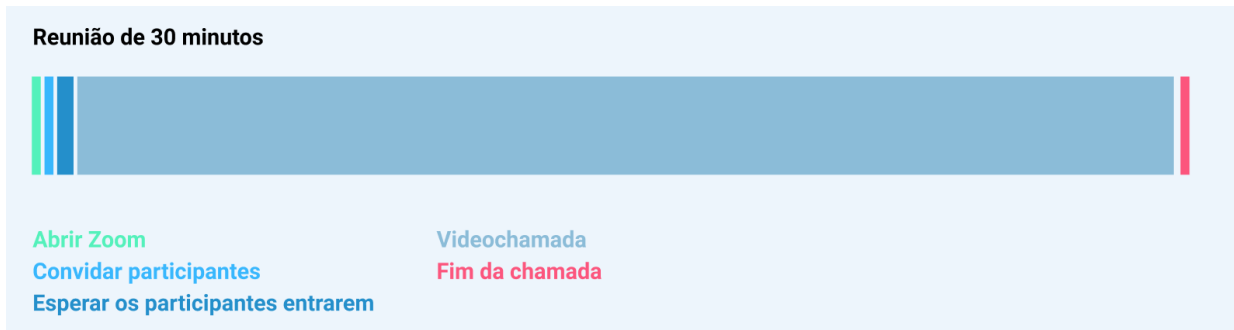 Reunião de 30 minutos
Abrir Zoom
Convidar participantes
Esperar os participantes entrarem
Videochamada
Fim da chamada